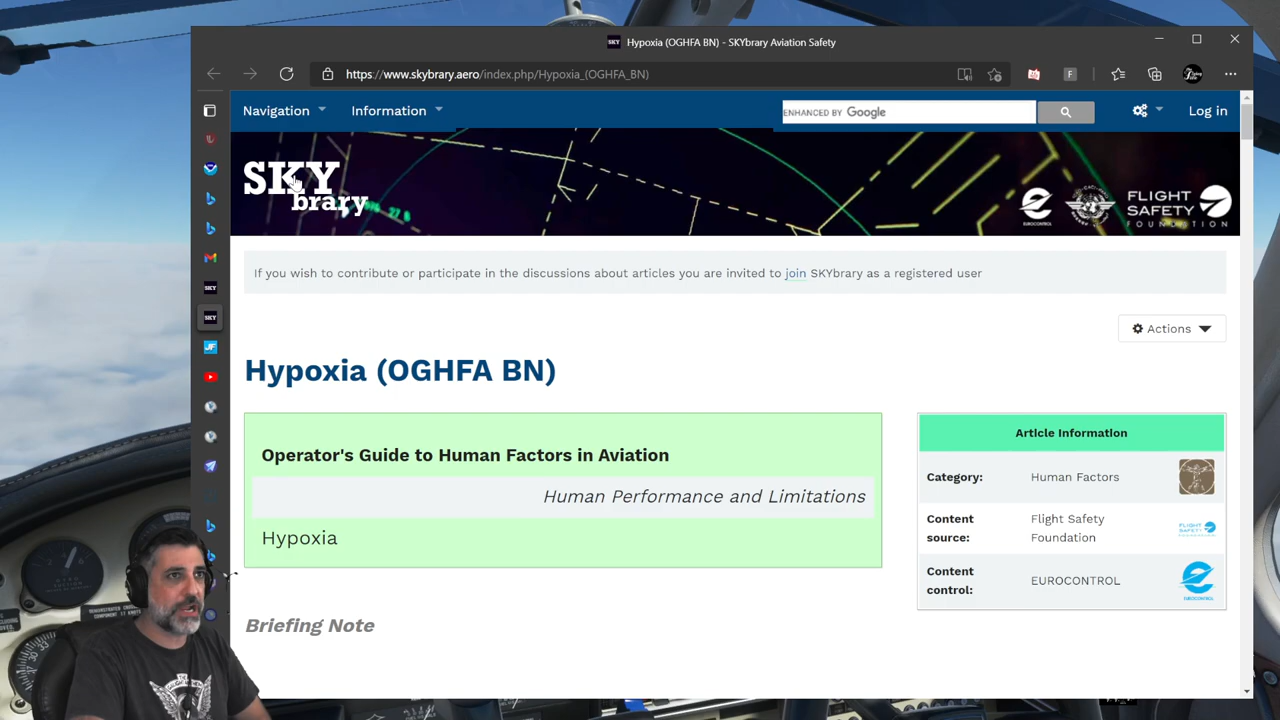 Hypoxia (OGHFA BN) - SKYbrary Aviation Safety
https://www.skybrary.aero/index.php/Hypoxia_(OGHFA_BN)
Navigation
Information
ENHANCED BY Google
Log in
SKY
brary
EUROCONTROL
FLIGHT
SAFETY
FOUNDATION
If you wish to contribute or participate in the discussions about articles you are invited to join SKYbrary as a registered user
Actions
Hypoxia (OGHFA BN)
Operator's Guide to Human Factors in Aviation
Human Performance and Limitations
Hypoxia
Article Information
Category: Human Factors
Content source: Flight Safety Foundation
Content control: EUROCONTROL
Briefing Note